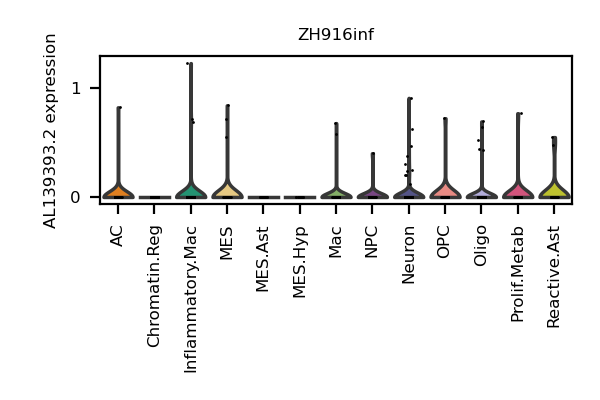 ZH916inf
AL139393.2 expression
1
0
AC
Chromatin.Reg
Inflammatory.Mac
MES
MES.Ast
MES.Hyp
Mac
NPC
Neuron
OPC
Oligo
Prolif.Metab
Reactive.Ast